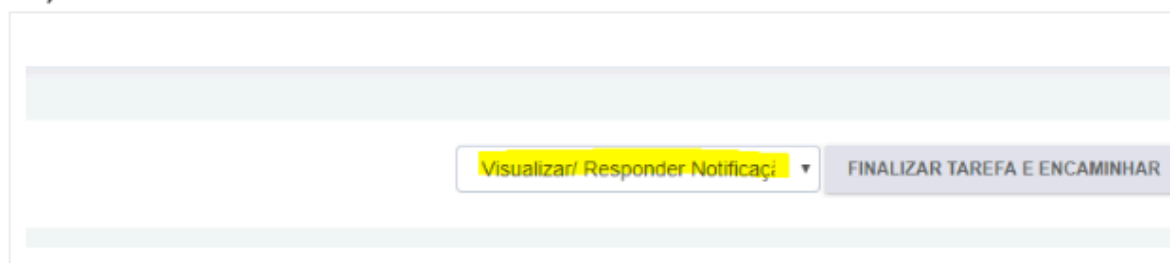 Visualizar/ Responder Notificaçã
FINALIZAR TAREFA E ENCAMINHAR